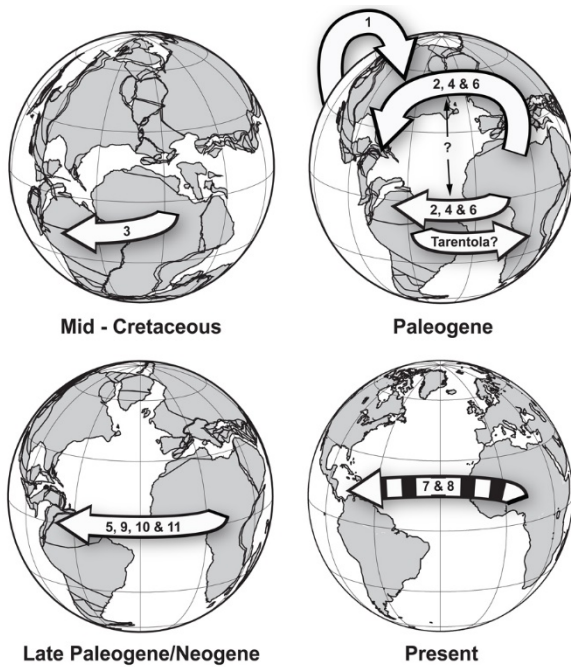 1
2, 4 & 6
?
3
2, 4 & 6
Tarentola?
Mid - Cretaceous
Paleogene
5, 9, 10 & 11
7 & 8
Late Paleogene/Neogene
Present